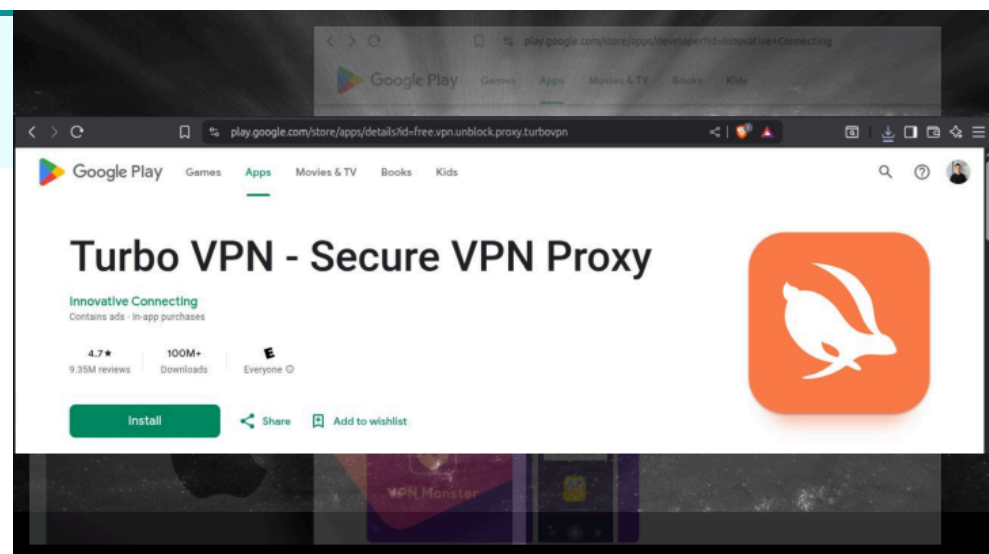 play.google.com/store/apps/developer?id=Innovative+Connecting
Google Play Games Apps Movies & TV Books Kids
play.google.com/store/apps/details?id=free.vpn.unblock.proxy.turbovpn
Google Play Games Apps Movies & TV Books Kids
Turbo VPN - Secure VPN Proxy
Innovative Connecting
Contains ads · In-app purchases
4.7★ 100M+ E
9.35M reviews Downloads Everyone
Install Share Add to wishlist
VPN Monster